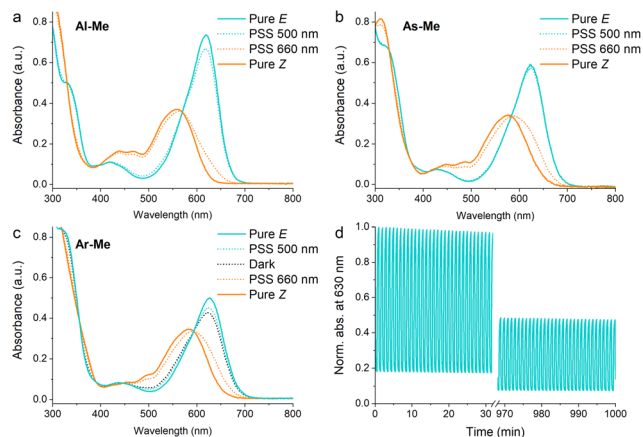 a
Al-Me
Pure E
PSS 500 nm
PSS 660 nm
Pure Z
Absorbance (a.u.)
0.8
0.6
0.4
0.2
0.0
300 400 500 600 700 800
Wavelength (nm)
b
As-Me
Pure E
PSS 500 nm
PSS 660 nm
Pure Z
Absorbance (a.u.)
0.8
0.6
0.4
0.2
0.0
300 400 500 600 700 800
Wavelength (nm)
c
Ar-Me
Pure E
PSS 500 nm
Dark
PSS 660 nm
Pure Z
Absorbance (a.u.)
0.8
0.6
0.4
0.2
0.0
300 400 500 600 700 800
Wavelength (nm)
d
Norm. abs. at 630 nm
1.0
0.8
0.6
0.4
0.2
0.0
0 10 20 30 970 980 990 1000
Time (min)